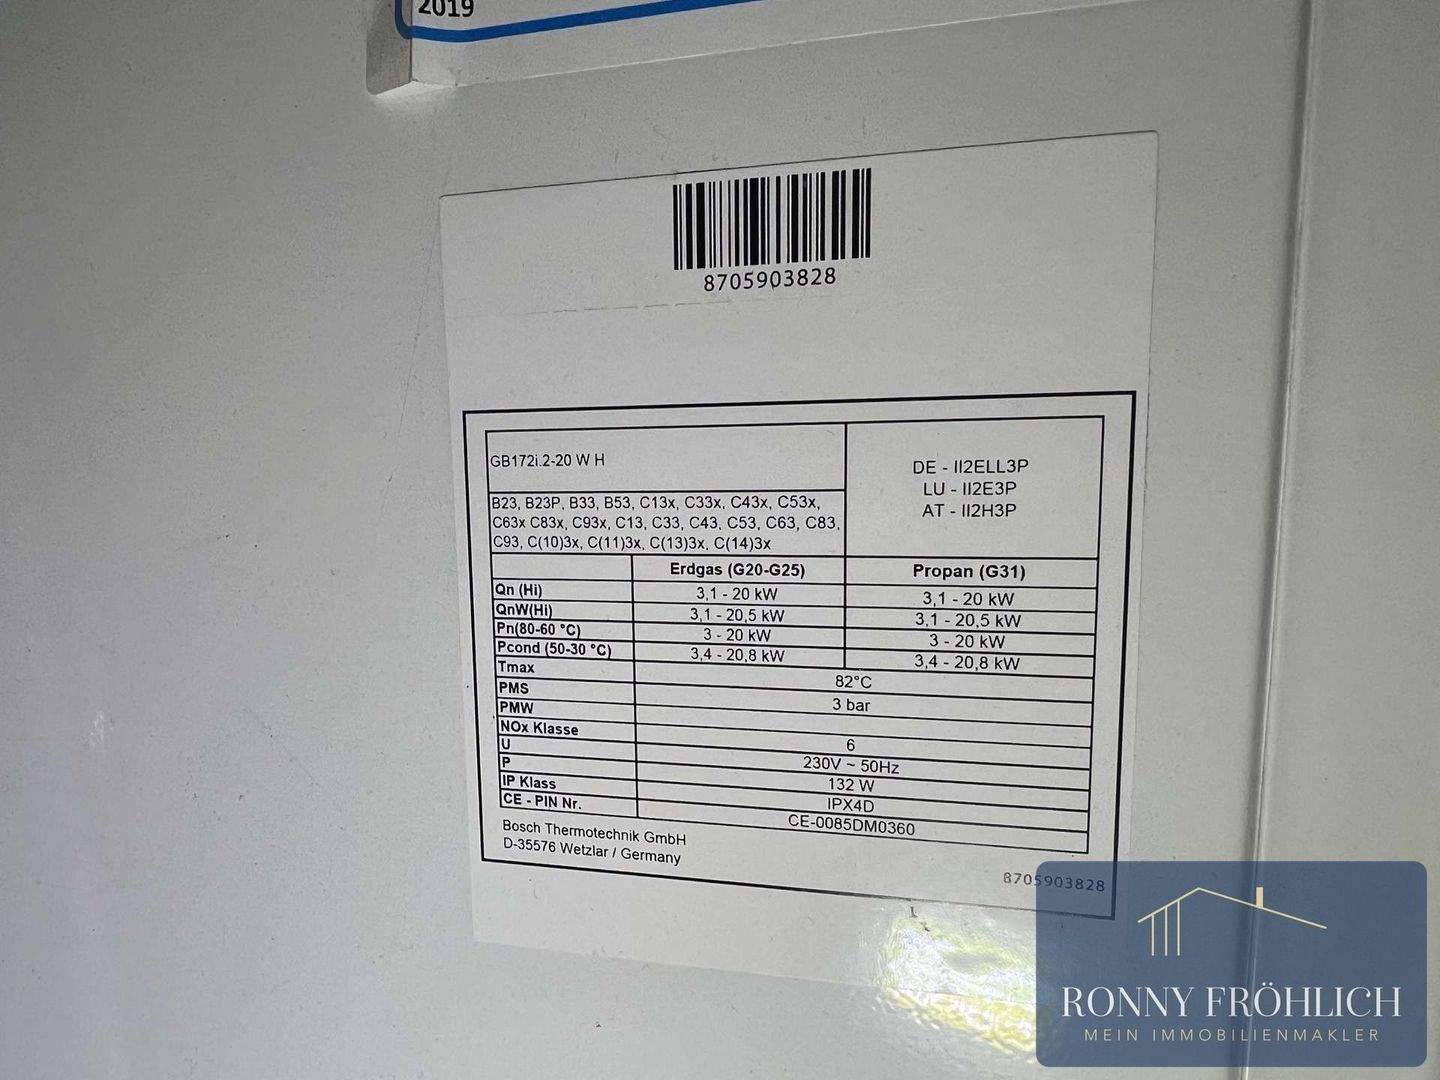 2019
8705903828
GB172i.2-20 W H
DE - II2ELL3P
LU - II2E3P
AT - II2H3P
B23, B23P, B33, B53, C13x, C33x, C43x, C53x,
C63x C83x, C93x, C13, C33, C43, C53, C63, C83,
C93, C(10)3x, C(11)3x, C(13)3x, C(14)3x
Erdgas (G20-G25) Propan (G31)
Qn (Hi) 3,1 - 20 kW 3,1 - 20 kW
QnW(Hi) 3,1 - 20,5 kW 3,1 - 20,5 kW
Pn(80-60 °C) 3 - 20 kW 3 - 20 kW
Pcond (50-30 °C) 3,4 - 20,8 kW 3,4 - 20,8 kW
Tmax 82°C
PMS 3 bar
PMW
NOx Klasse 6
U 230V ~ 50Hz
P 132 W
IP Klass IPX4D
CE - PIN Nr. CE-0085DM0360
Bosch Thermotechnik GmbH
D-35576 Wetzlar / Germany
8705903828
RONNY FRÖHLICH
MEIN IMMOBILIENMAKLER